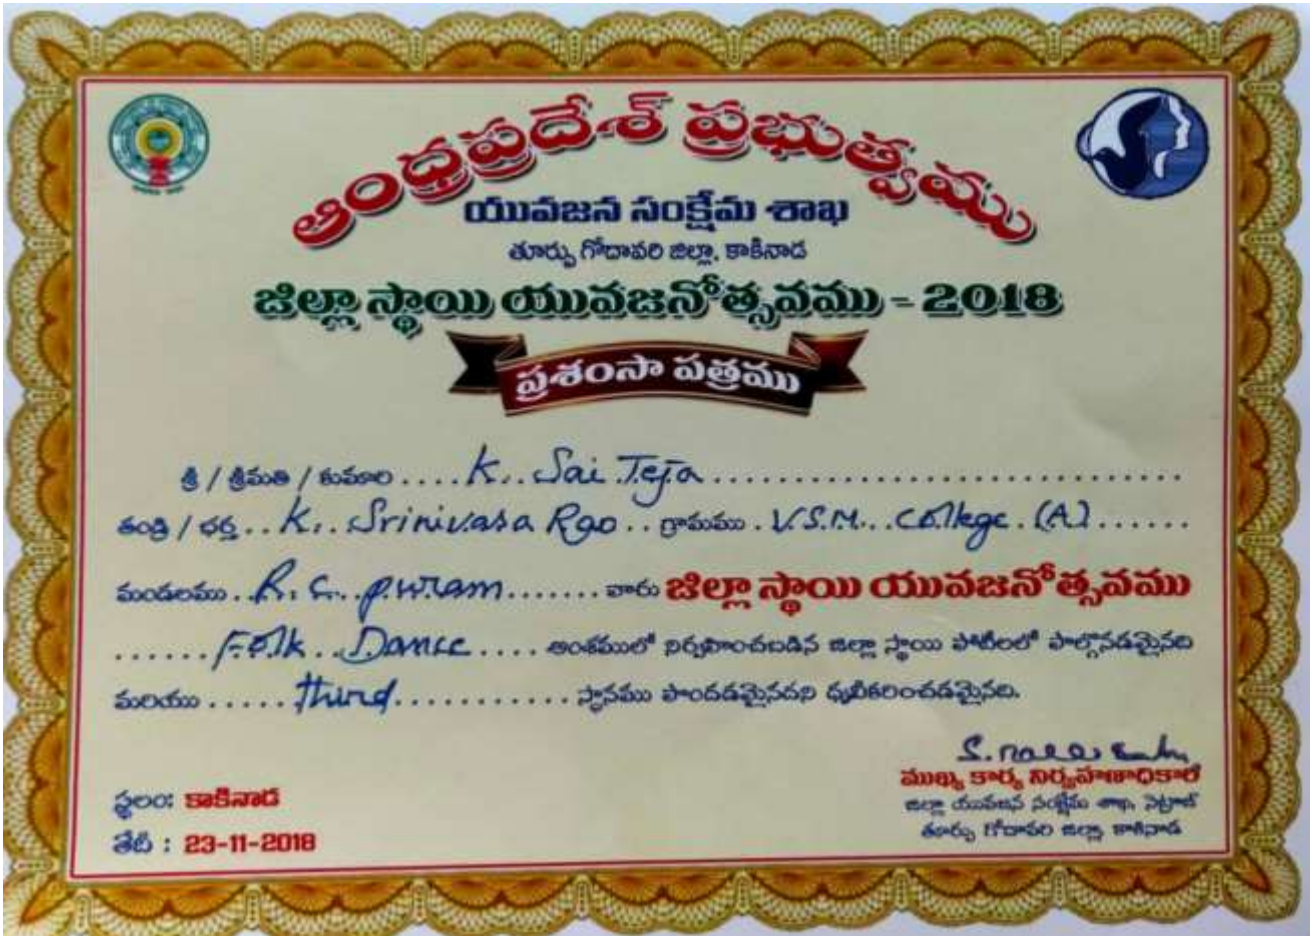 ఆంధ్రప్రదేశ్ ప్రభుత్వము
యువజన సంక్షేమ శాఖ
తూర్పు గోదావరి జిల్లా, కాకినాడ
జిల్లా స్థాయి యువజనోత్సవము - 2018
ప్రశంసా పత్రము
శ్రీ / శ్రీమతి / కుమారి .... K. Sai Teja ....
తండ్రి / భర్త .. K. Srinivasa Rao .. గ్రామము . V.S.M. College (A) ......
మండలము .. R.C. puram ....... వారు జిల్లా స్థాయి యువజనోత్సవము
...... Folk Dance .... అంశములో నిర్వహించబడిన జిల్లా స్థాయి పోటీలలో పాల్గొనడమైనది
మరియు ..... third ........... స్థానము పొందడమైనదని ధృవీకరించడమైనది.
ముఖ్య కార్య నిర్వహణాధికారి
స్థలం: కాకినాడ
జిల్లా యువజన సంక్షేమ శాఖ, సెట్రాజ్
తూర్పు గోదావరి జిల్లా, కాకినాడ
తేదీ : 23-11-2018